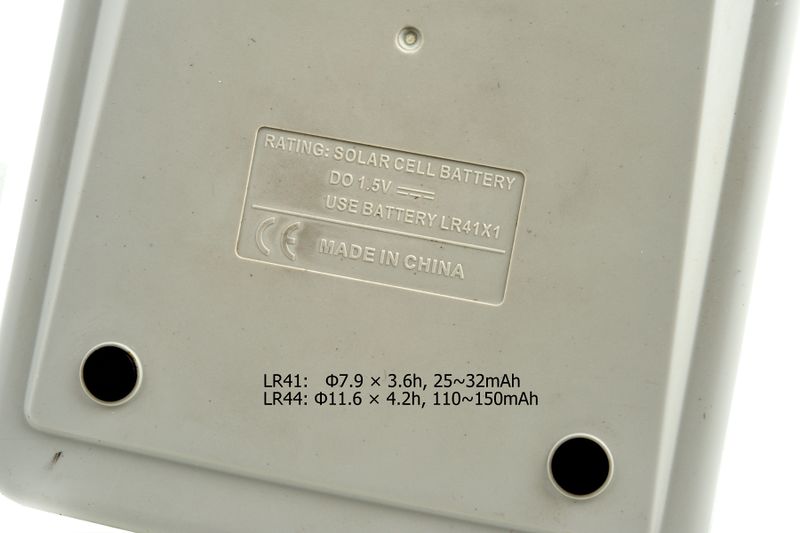 RATING: SOLAR CELL BATTERY
DO 1.5V
USE BATTERY LR41X1
CE MADE IN CHINA
LR41: Φ7.9 × 3.6h, 25~32mAh
LR44: Φ11.6 × 4.2h, 110~150mAh